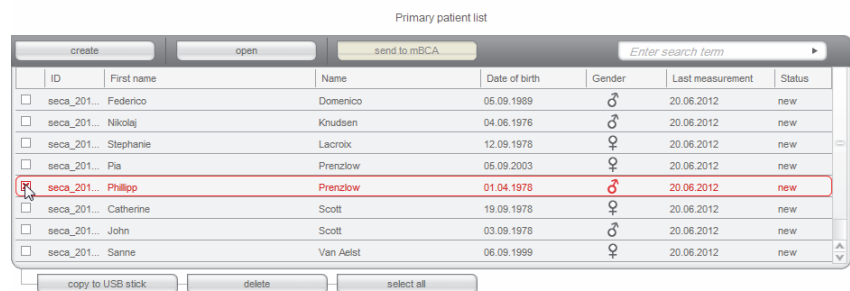 Primary patient list
create open send to mBCA Enter search term
ID First name Name Date of birth Gender Last measurement Status
seca_201... Federico Domenico 05.09.1989 20.06.2012 new
seca_201... Nikolaj Knudsen 04.06.1976 20.06.2012 new
seca_201... Stephanie Lacroix 12.09.1978 20.06.2012 new
seca_201... Pia Prenzlow 05.09.2003 20.06.2012 new
seca_201... Phillipp Prenzlow 01.04.1978 20.06.2012 new
seca_201... Catherine Scott 19.09.1978 20.06.2012 new
seca_201... John Scott 03.09.1978 20.06.2012 new
seca_201... Sanne Van Aelst 06.09.1999 20.06.2012 new
copy to USB stick delete select all